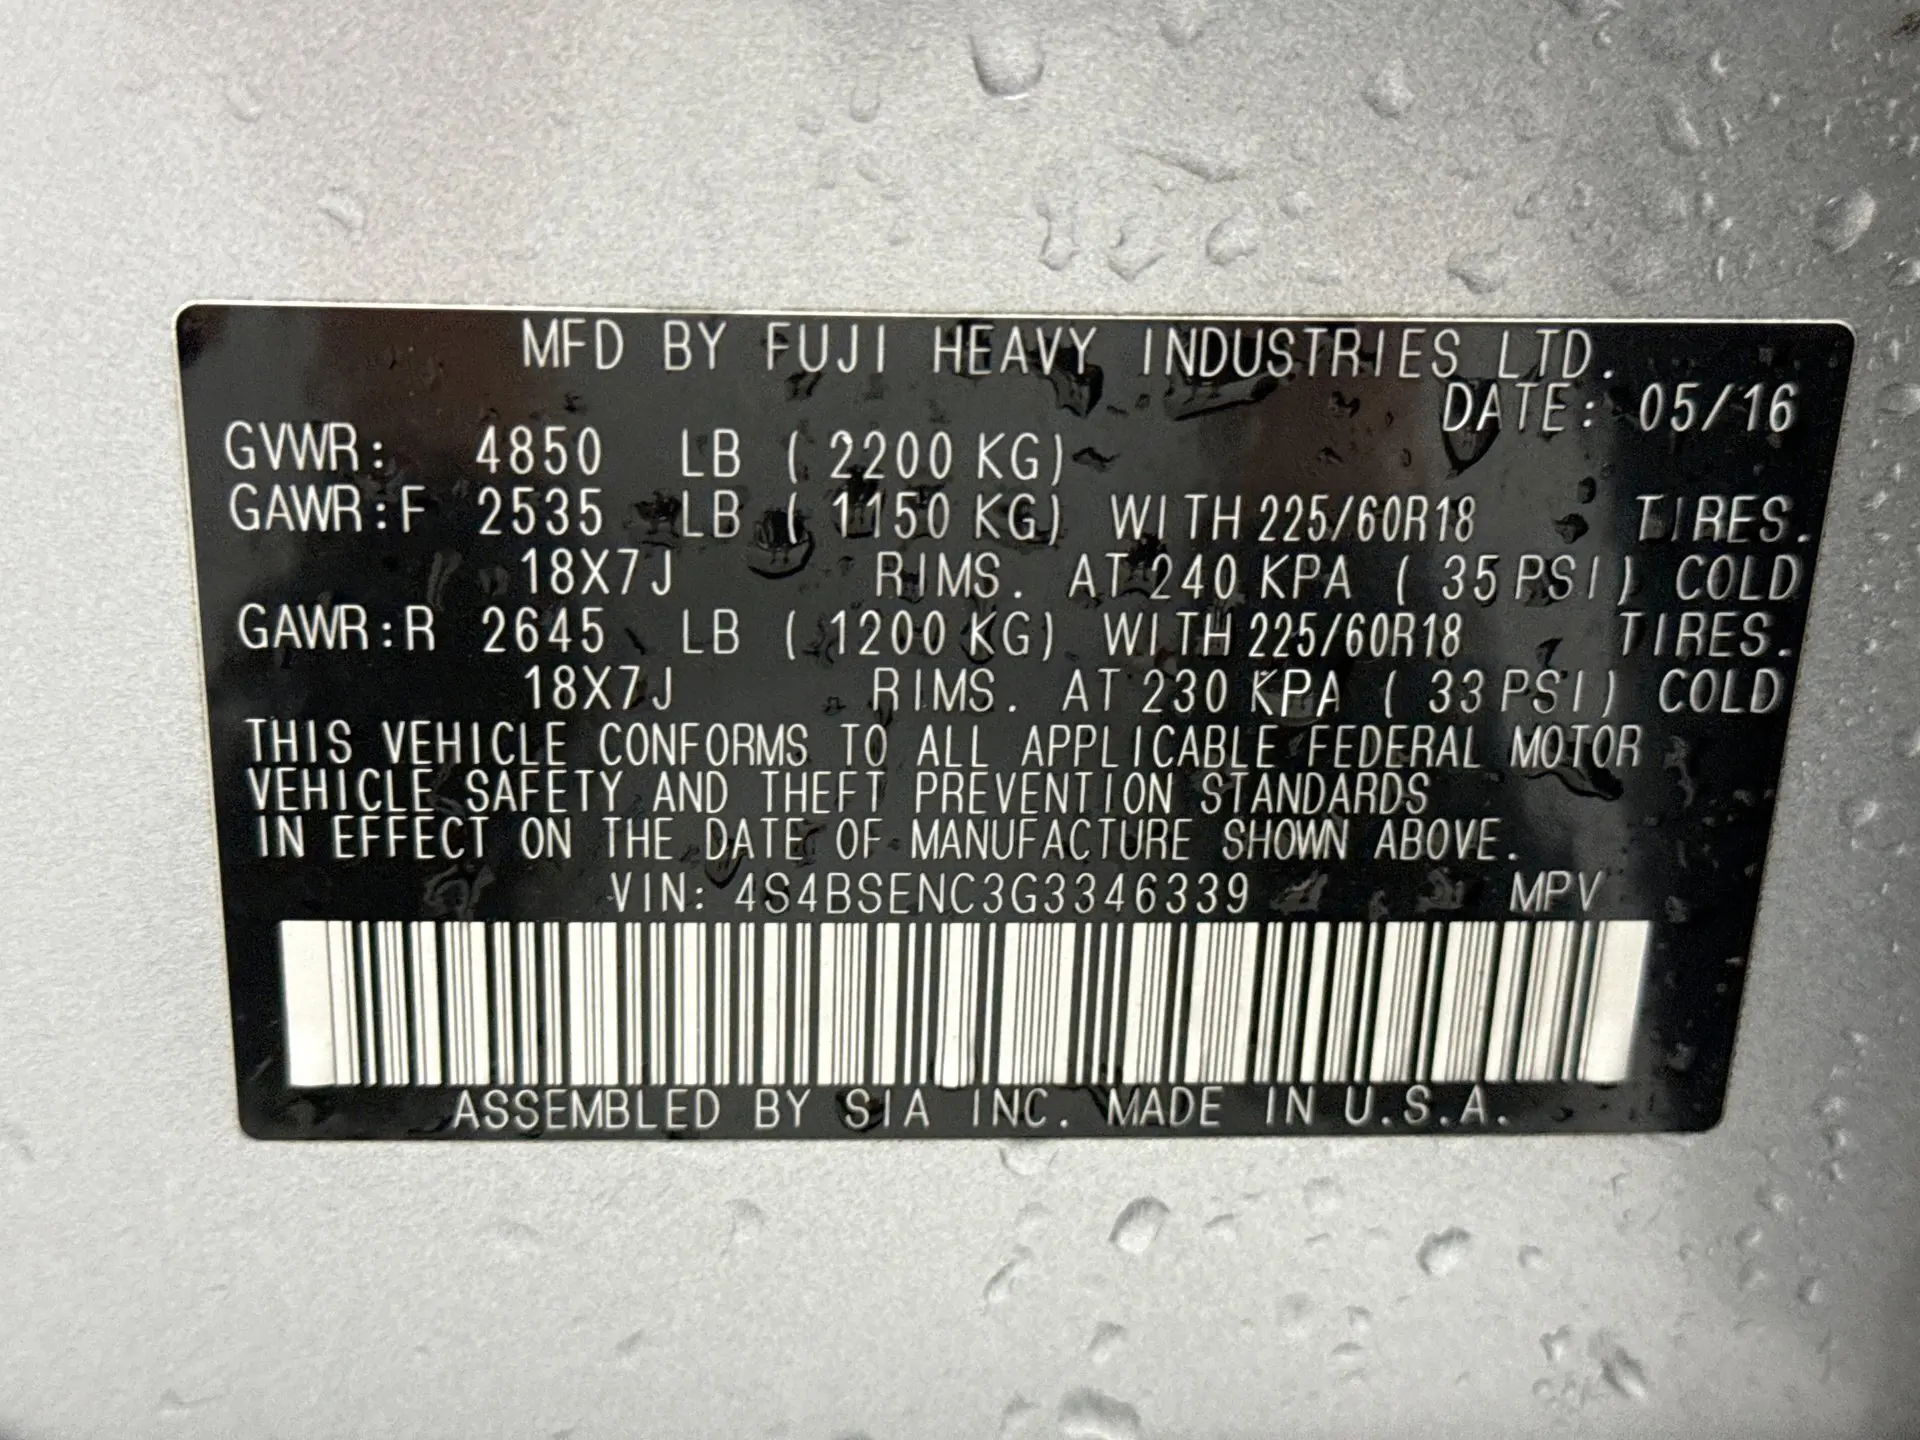 MFD BY FUJI HEAVY INDUSTRIES LTD.
DATE: 05/16
GVWR: 4850 LB (2200 KG)
GAWR:F 2535 LB (1150 KG) WITH 225/60R18 TIRES.
18X7J RIMS. AT 240 KPA (35 PSI) COLD
GAWR:R 2645 LB (1200 KG) WITH 225/60R18 TIRES.
18X7J RIMS. AT 230 KPA (33 PSI) COLD
THIS VEHICLE CONFORMS TO ALL APPLICABLE FEDERAL MOTOR
VEHICLE SAFETY AND THEFT PREVENTION STANDARDS
IN EFFECT ON THE DATE OF MANUFACTURE SHOWN ABOVE.
VIN: 4S4BSENC3G3346339 MPV
ASSEMBLED BY SIA INC. MADE IN U.S.A.